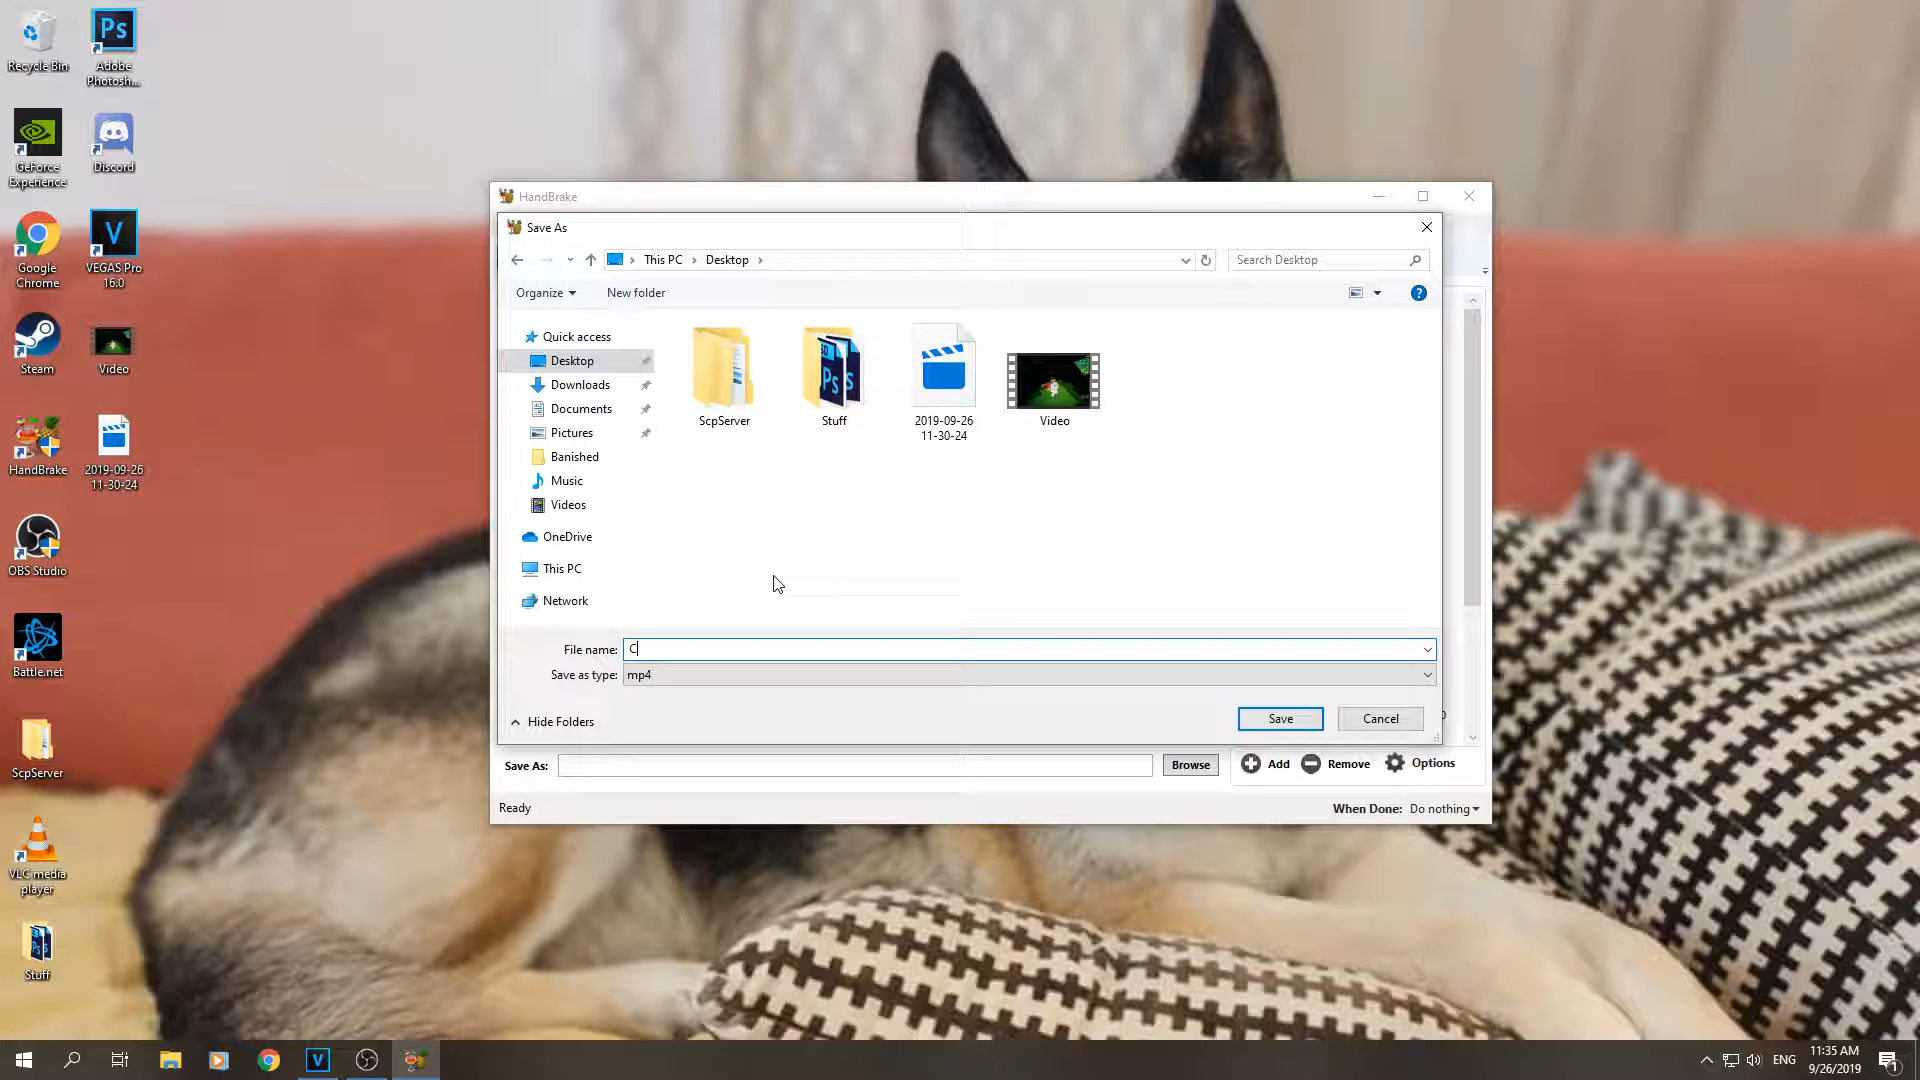 Recycle Bin
Adobe
Photosh...
GeForce
Experience
Discord
Google
Chrome
VEGAS Pro
16.0
Steam
Video
HandBrake
2019-09-26
11-30-24
OBS Studio
Battle.net
ScpServer
VLC media
player
Stuff
HandBrake
Save As
This PC
Desktop
Search Desktop
Organize
New folder
Quick access
Desktop
Downloads
Documents
Pictures
Banished
Music
Videos
OneDrive
This PC
Network
ScpServer
Stuff
2019-09-26
11-30-24
Video
File name: C
Save as type: mp4
Hide Folders
Save
Cancel
Save As:
Browse
Add
Remove
Options
Ready
When Done: Do nothing
ENG
11:35 AM
9/26/2019